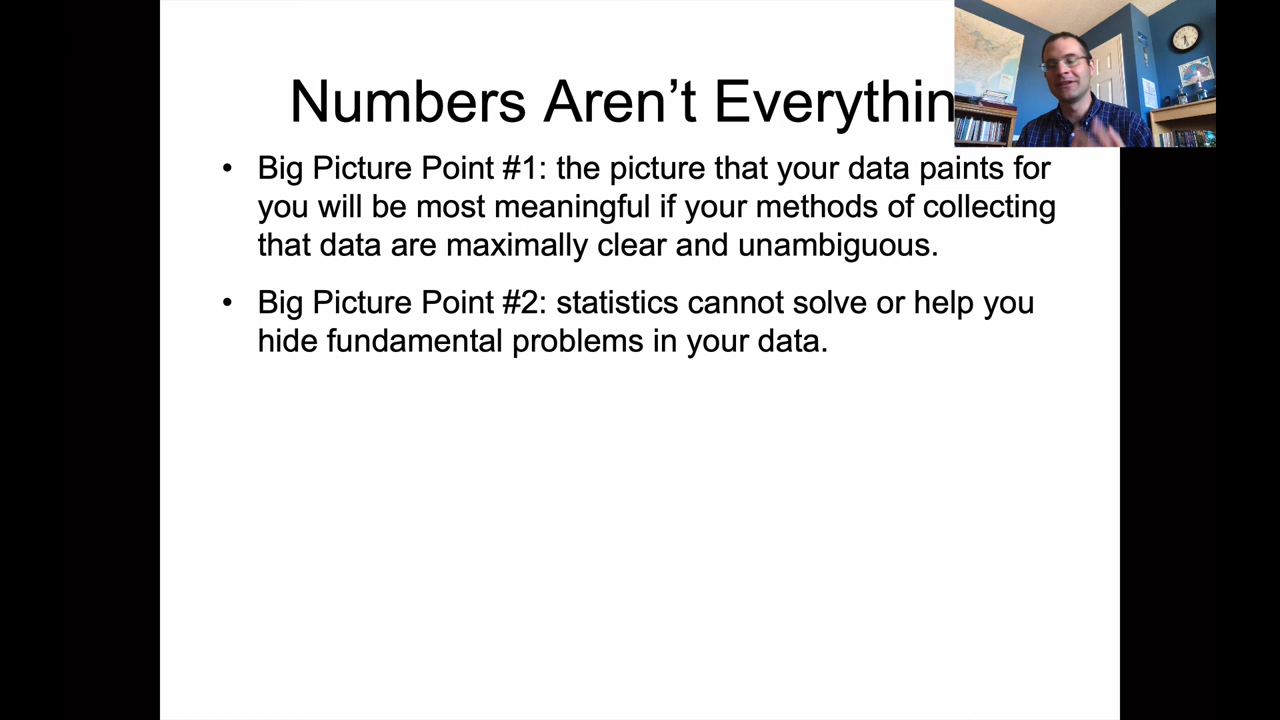 Numbers Aren’t Everythin
• Big Picture Point #1: the picture that your data paints for
you will be most meaningful if your methods of collecting
that data are maximally clear and unambiguous.
• Big Picture Point #2: statistics cannot solve or help you
hide fundamental problems in your data.